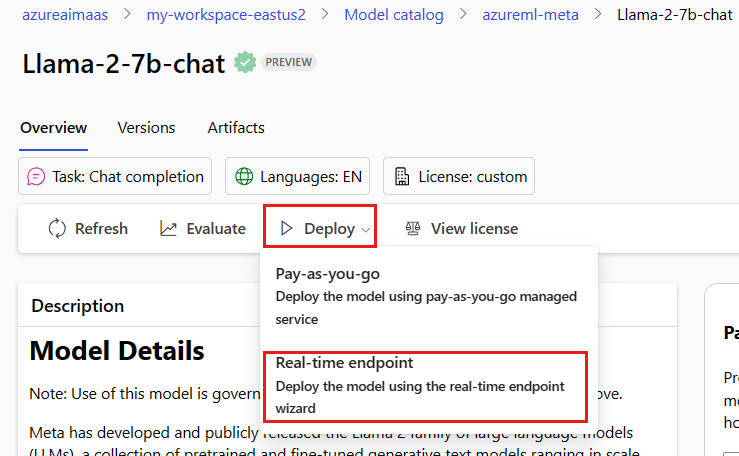 azureaimaas > my-workspace-eastus2 > Model catalog > azureml-meta > Llama-2-7b-chat
Llama-2-7b-chat PREVIEW
Overview Versions Artifacts
Task: Chat completion Languages: EN License: custom
Refresh Evaluate Deploy View license
Pay-as-you-go
Deploy the model using pay-as-you-go managed
service
Real-time endpoint
Deploy the model using the real-time endpoint
wizard
Description
Model Details
Note: Use of this model is govern
ove.
Meta has developed and publicly released the Llama 2 family of large language models
(LLMs), a collection of pretrained and fine-tuned generative text models ranging in scale
Pa
Pr
mo
ho